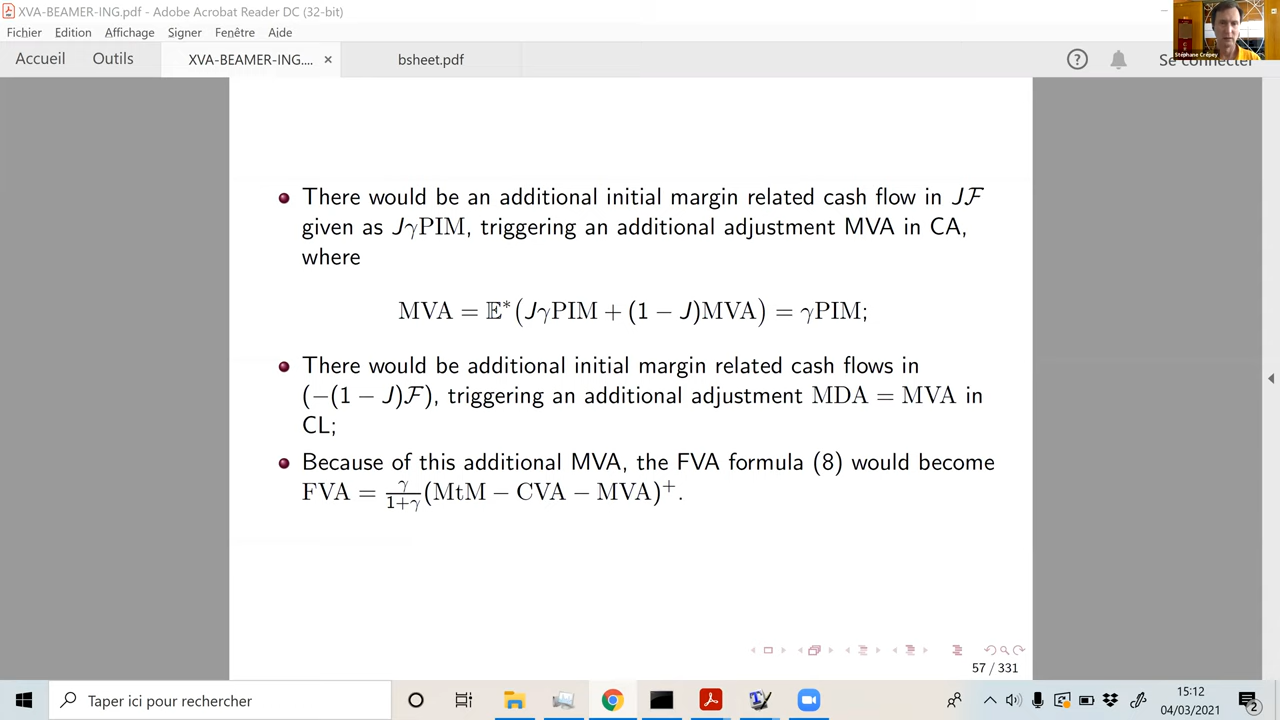 XVA-BEAMER-ING.pdf - Adobe Acrobat Reader DC (32-bit)
Fichier Edition Affichage Signer Fenêtre Aide
Accueil Outils XVA-BEAMER-ING.... × bsheet.pdf Se connecter
Stéphane Crépey
There would be an additional initial margin related cash flow in J𝓕
given as JγPIM, triggering an additional adjustment MVA in CA,
where
MVA = 𝔼*(JγPIM + (1 − J)MVA) = γPIM;
There would be additional initial margin related cash flows in
(−(1 − J)𝓕), triggering an additional adjustment MDA = MVA in
CL;
Because of this additional MVA, the FVA formula (8) would become
FVA = γ/(1+γ) (MtM − CVA − MVA)⁺.
57 / 331
Taper ici pour rechercher
15:12
04/03/2021
2